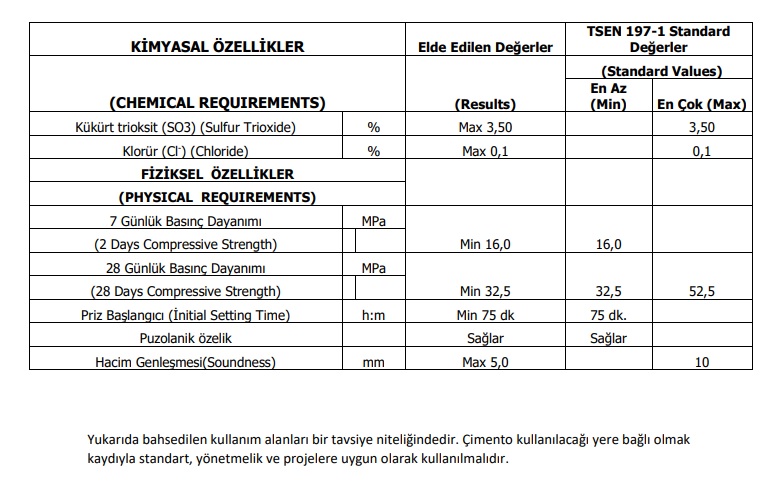 KİMYASAL ÖZELLİKLER Elde Edilen Değerler TSEN 197-1 Standard
Değerler
(Standard Values)
(CHEMICAL REQUIREMENTS) (Results) En Az
(Min) En Çok (Max)
Kükürt trioksit (SO3) (Sulfur Trioxide) % Max 3,50 3,50
Klorür (Cl-) (Chloride) % Max 0,1 0,1
FİZİKSEL ÖZELLİKLER
(PHYSICAL REQUIREMENTS)
7 Günlük Basınç Dayanımı MPa
(2 Days Compressive Strength) Min 16,0 16,0
28 Günlük Basınç Dayanımı MPa
(28 Days Compressive Strength) Min 32,5 32,5 52,5
Priz Başlangıcı (İnitial Setting Time) h:m Min 75 dk 75 dk.
Puzolanik özelik Sağlar Sağlar
Hacim Genleşmesi(Soundness) mm Max 5,0 10
Yukarıda bahsedilen kullanım alanları bir tavsiye niteliğindedir. Çimento kullanılacağı yere bağlı olmak
kaydıyla standart, yönetmelik ve projelere uygun olarak kullanılmalıdır.